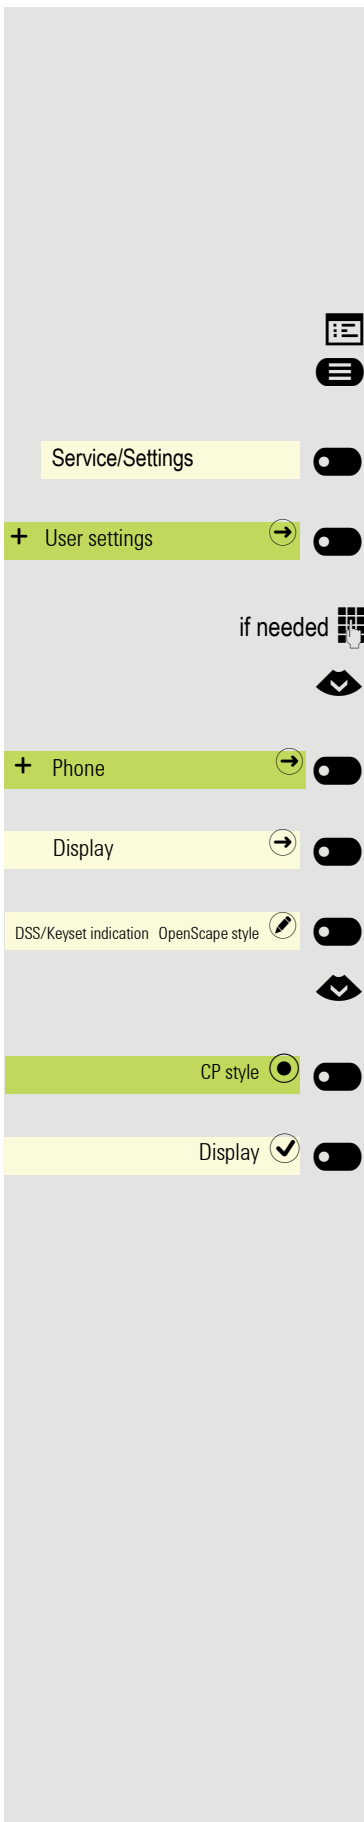 Service/Settings
+ User settings
if needed
+ Phone
Display
DSS/Keyset indication OpenScape style
CP style
Display